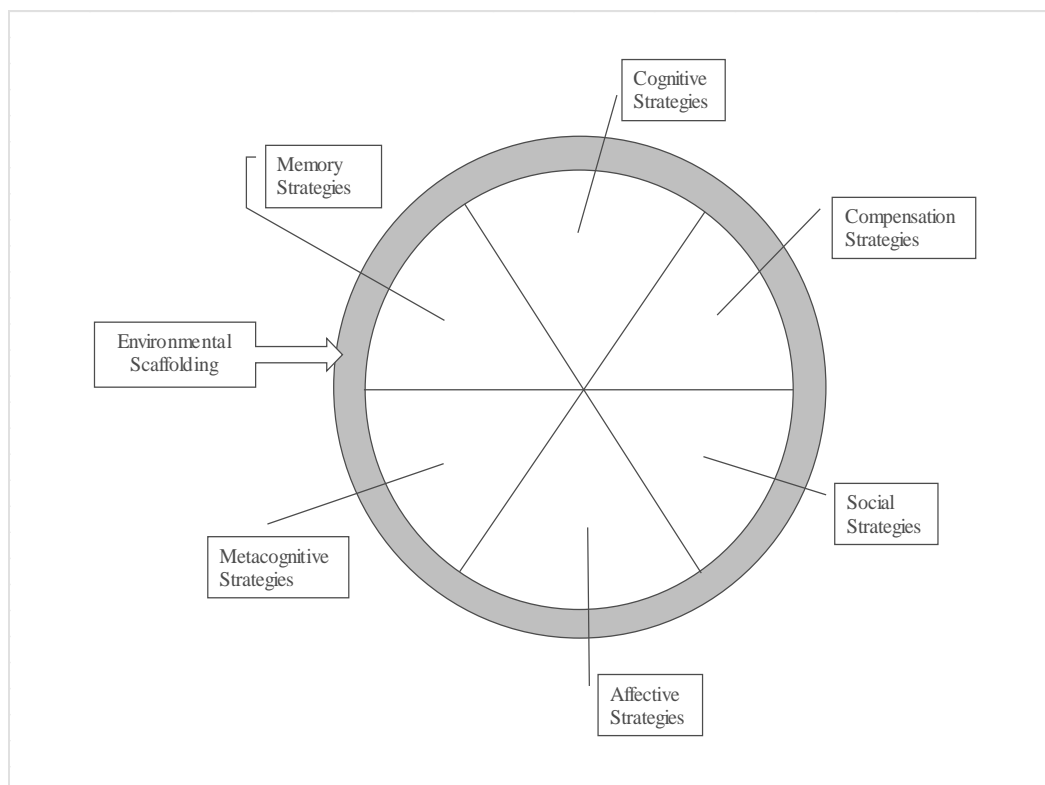 Cognitive
Strategies
Memory
Strategies
Compensation
Strategies
Environmental
Scaffolding
Social
Strategies
Metacognitive
Strategies
Affective
Strategies